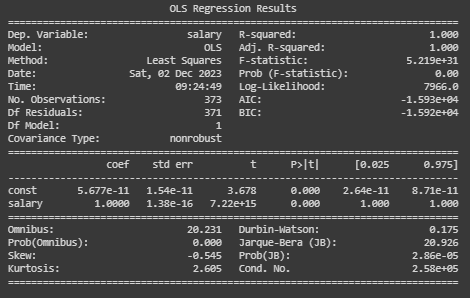 OLS Regression Results
==============================================================================
Dep. Variable:                 salary   R-squared:                       1.000
Model:                            OLS   Adj. R-squared:                  1.000
Method:                 Least Squares   F-statistic:                 5.219e+31
Date:                Sat, 02 Dec 2023   Prob (F-statistic):               0.00
Time:                        09:24:49   Log-Likelihood:                 7966.0
No. Observations:                 373   AIC:                        -1.593e+04
Df Residuals:                     371   BIC:                        -1.592e+04
Df Model:                           1
Covariance Type:            nonrobust
==============================================================================
                 coef    std err          t      P>|t|      [0.025      0.975]
------------------------------------------------------------------------------
const       5.677e-11   1.54e-11      3.678      0.000    2.64e-11    8.71e-11
salary         1.0000   1.38e-16   7.22e+15      0.000       1.000       1.000
==============================================================================
Omnibus:                       20.231   Durbin-Watson:                   0.175
Prob(Omnibus):                  0.000   Jarque-Bera (JB):               20.926
Skew:                          -0.545   Prob(JB):                     2.86e-05
Kurtosis:                       2.605   Cond. No.                     2.58e+05
==============================================================================